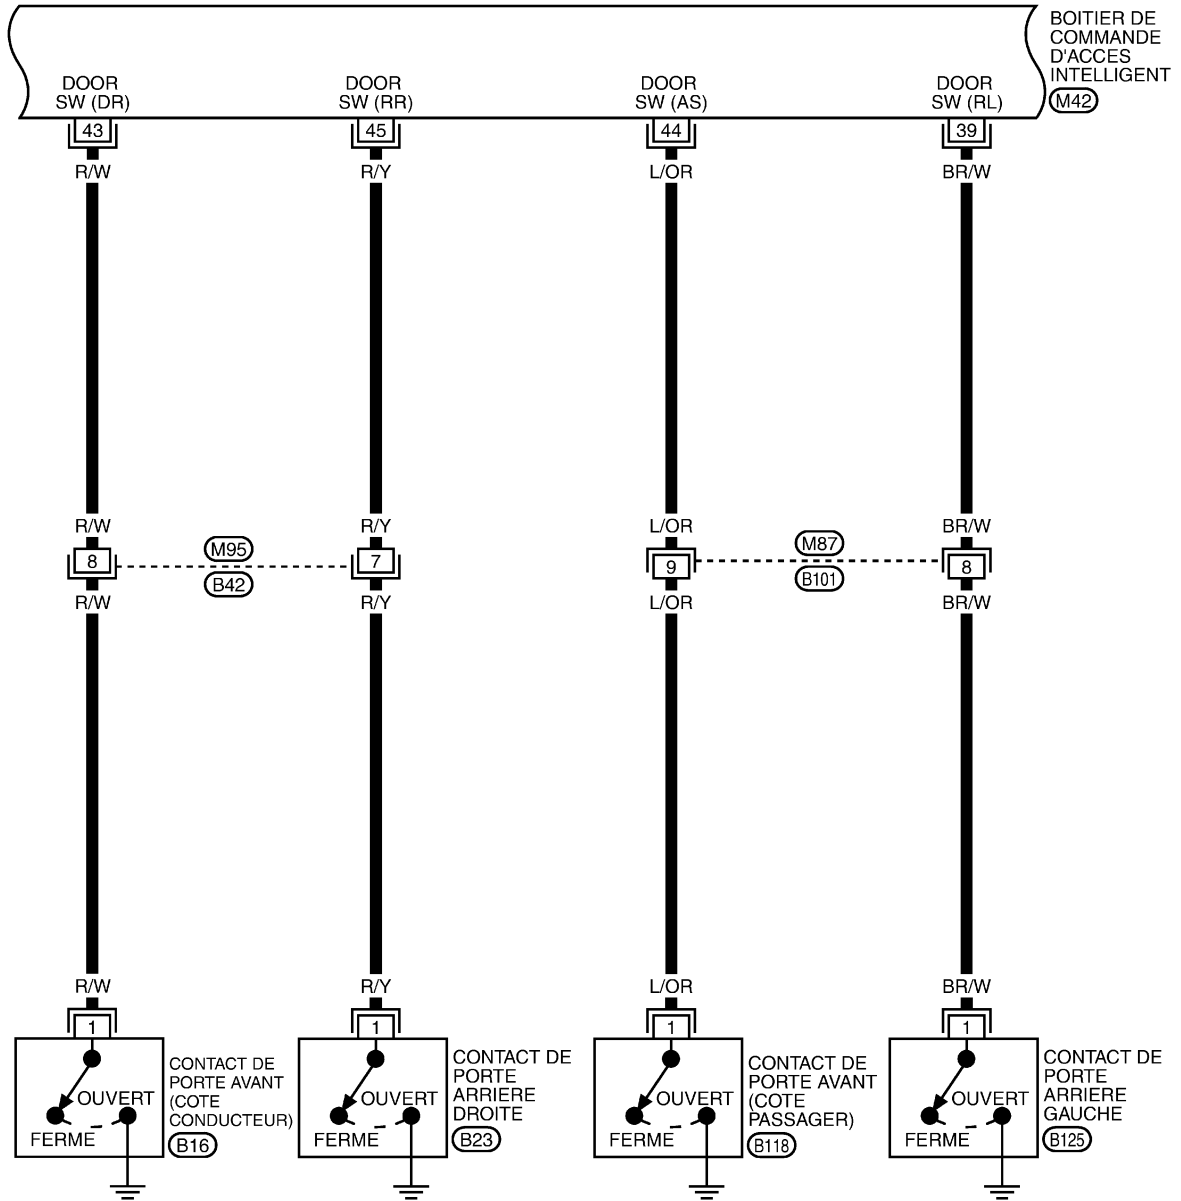 BOITIER DE
COMMANDE
D'ACCES
INTELLIGENT
M42
DOOR
SW (DR)
DOOR
SW (RR)
DOOR
SW (AS)
DOOR
SW (RL)
43
45
44
39
R/W
R/Y
L/OR
BR/W
R/W
R/Y
L/OR
BR/W
8
M95
B42
7
9
M87
B101
8
R/W
R/Y
L/OR
BR/W
R/W
R/Y
L/OR
BR/W
1
1
1
1
OUVERT
FERME
CONTACT DE
PORTE AVANT
(COTE
CONDUCTEUR)
B16
OUVERT
FERME
CONTACT DE
PORTE
ARRIERE
DROITE
B23
OUVERT
FERME
CONTACT DE
PORTE AVANT
(COTE
PASSAGER)
B118
OUVERT
FERME
CONTACT DE
PORTE
ARRIERE
GAUCHE
B125